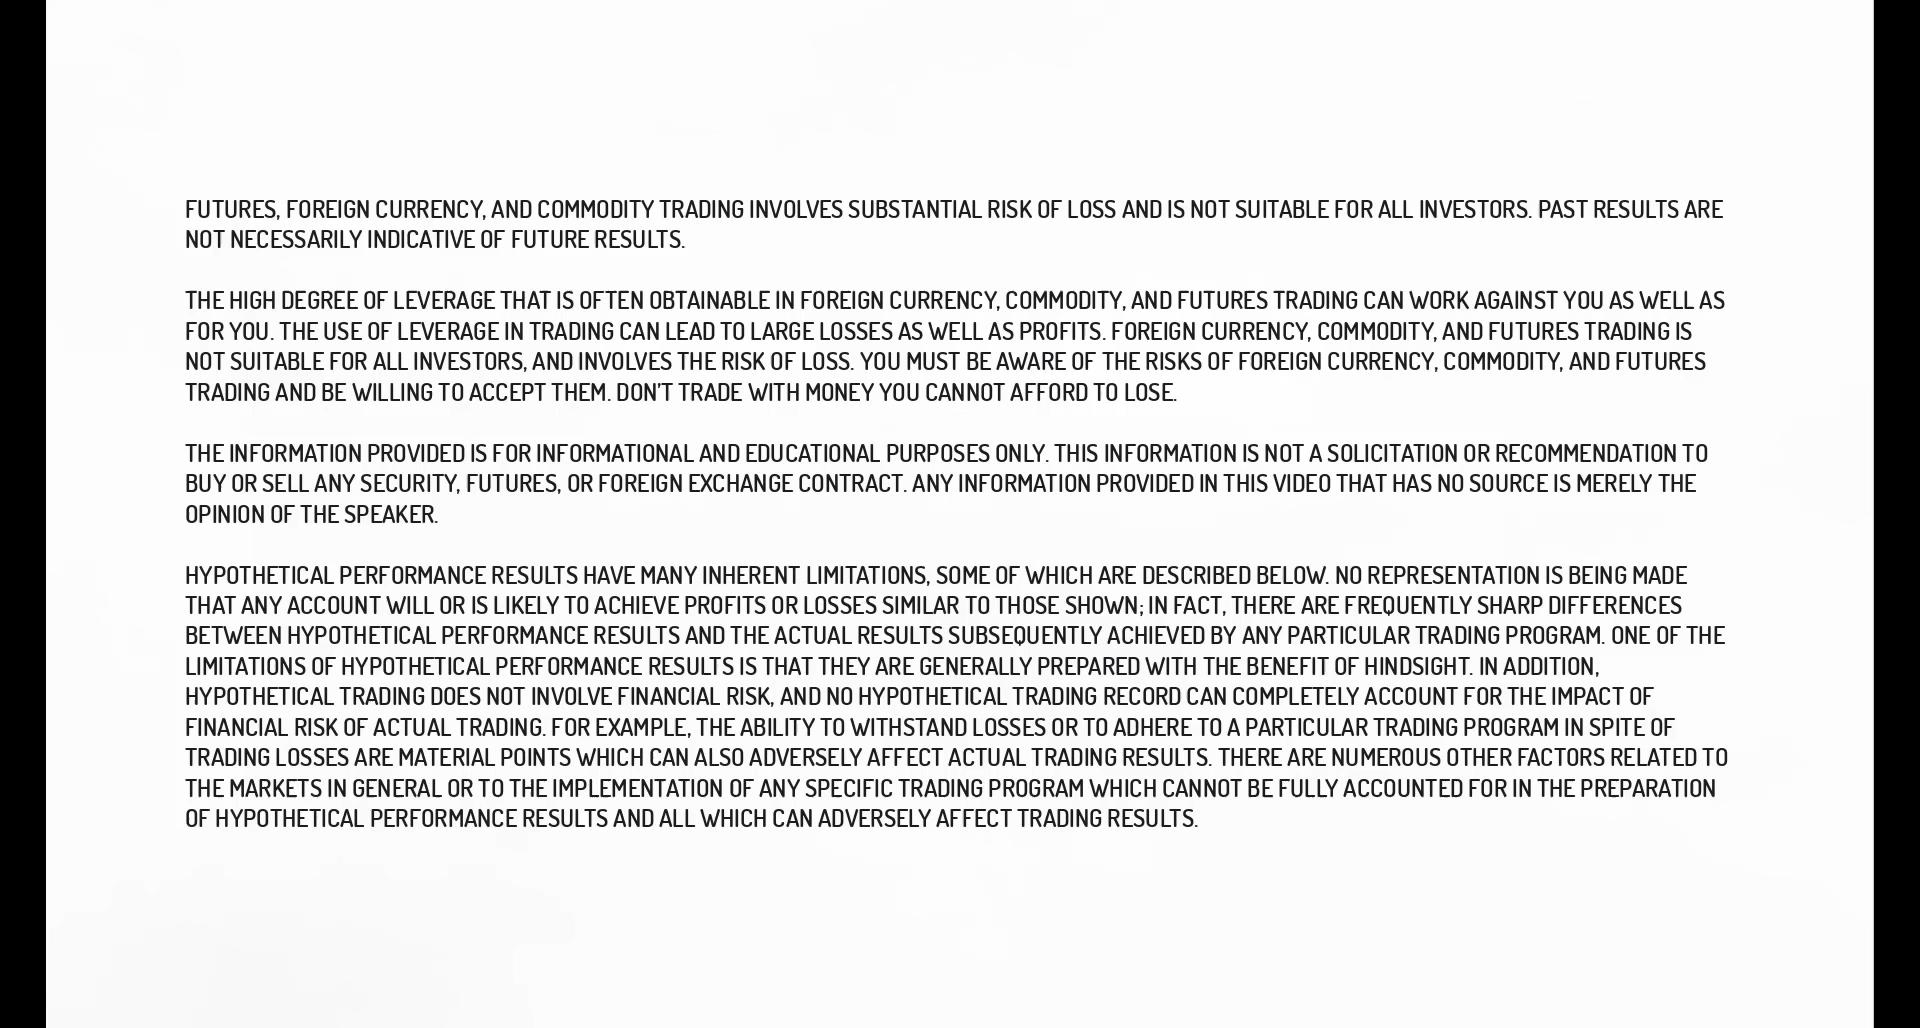 FUTURES, FOREIGN CURRENCY, AND COMMODITY TRADING INVOLVES SUBSTANTIAL RISK OF LOSS AND IS NOT SUITABLE FOR ALL INVESTORS. PAST RESULTS ARE
NOT NECESSARILY INDICATIVE OF FUTURE RESULTS.
THE HIGH DEGREE OF LEVERAGE THAT IS OFTEN OBTAINABLE IN FOREIGN CURRENCY, COMMODITY, AND FUTURES TRADING CAN WORK AGAINST YOU AS WELL AS
FOR YOU. THE USE OF LEVERAGE IN TRADING CAN LEAD TO LARGE LOSSES AS WELL AS PROFITS. FOREIGN CURRENCY, COMMODITY, AND FUTURES TRADING IS
NOT SUITABLE FOR ALL INVESTORS, AND INVOLVES THE RISK OF LOSS. YOU MUST BE AWARE OF THE RISKS OF FOREIGN CURRENCY, COMMODITY, AND FUTURES
TRADING AND BE WILLING TO ACCEPT THEM. DON'T TRADE WITH MONEY YOU CANNOT AFFORD TO LOSE.
THE INFORMATION PROVIDED IS FOR INFORMATIONAL AND EDUCATIONAL PURPOSES ONLY. THIS INFORMATION IS NOT A SOLICITATION OR RECOMMENDATION TO
BUY OR SELL ANY SECURITY, FUTURES, OR FOREIGN EXCHANGE CONTRACT. ANY INFORMATION PROVIDED IN THIS VIDEO THAT HAS NO SOURCE IS MERELY THE
OPINION OF THE SPEAKER.
HYPOTHETICAL PERFORMANCE RESULTS HAVE MANY INHERENT LIMITATIONS, SOME OF WHICH ARE DESCRIBED BELOW. NO REPRESENTATION IS BEING MADE
THAT ANY ACCOUNT WILL OR IS LIKELY TO ACHIEVE PROFITS OR LOSSES SIMILAR TO THOSE SHOWN; IN FACT, THERE ARE FREQUENTLY SHARP DIFFERENCES
BETWEEN HYPOTHETICAL PERFORMANCE RESULTS AND THE ACTUAL RESULTS SUBSEQUENTLY ACHIEVED BY ANY PARTICULAR TRADING PROGRAM. ONE OF THE
LIMITATIONS OF HYPOTHETICAL PERFORMANCE RESULTS IS THAT THEY ARE GENERALLY PREPARED WITH THE BENEFIT OF HINDSIGHT. IN ADDITION,
HYPOTHETICAL TRADING DOES NOT INVOLVE FINANCIAL RISK, AND NO HYPOTHETICAL TRADING RECORD CAN COMPLETELY ACCOUNT FOR THE IMPACT OF
FINANCIAL RISK OF ACTUAL TRADING. FOR EXAMPLE, THE ABILITY TO WITHSTAND LOSSES OR TO ADHERE TO A PARTICULAR TRADING PROGRAM IN SPITE OF
TRADING LOSSES ARE MATERIAL POINTS WHICH CAN ALSO ADVERSELY AFFECT ACTUAL TRADING RESULTS. THERE ARE NUMEROUS OTHER FACTORS RELATED TO
THE MARKETS IN GENERAL OR TO THE IMPLEMENTATION OF ANY SPECIFIC TRADING PROGRAM WHICH CANNOT BE FULLY ACCOUNTED FOR IN THE PREPARATION
OF HYPOTHETICAL PERFORMANCE RESULTS AND ALL WHICH CAN ADVERSELY AFFECT TRADING RESULTS.